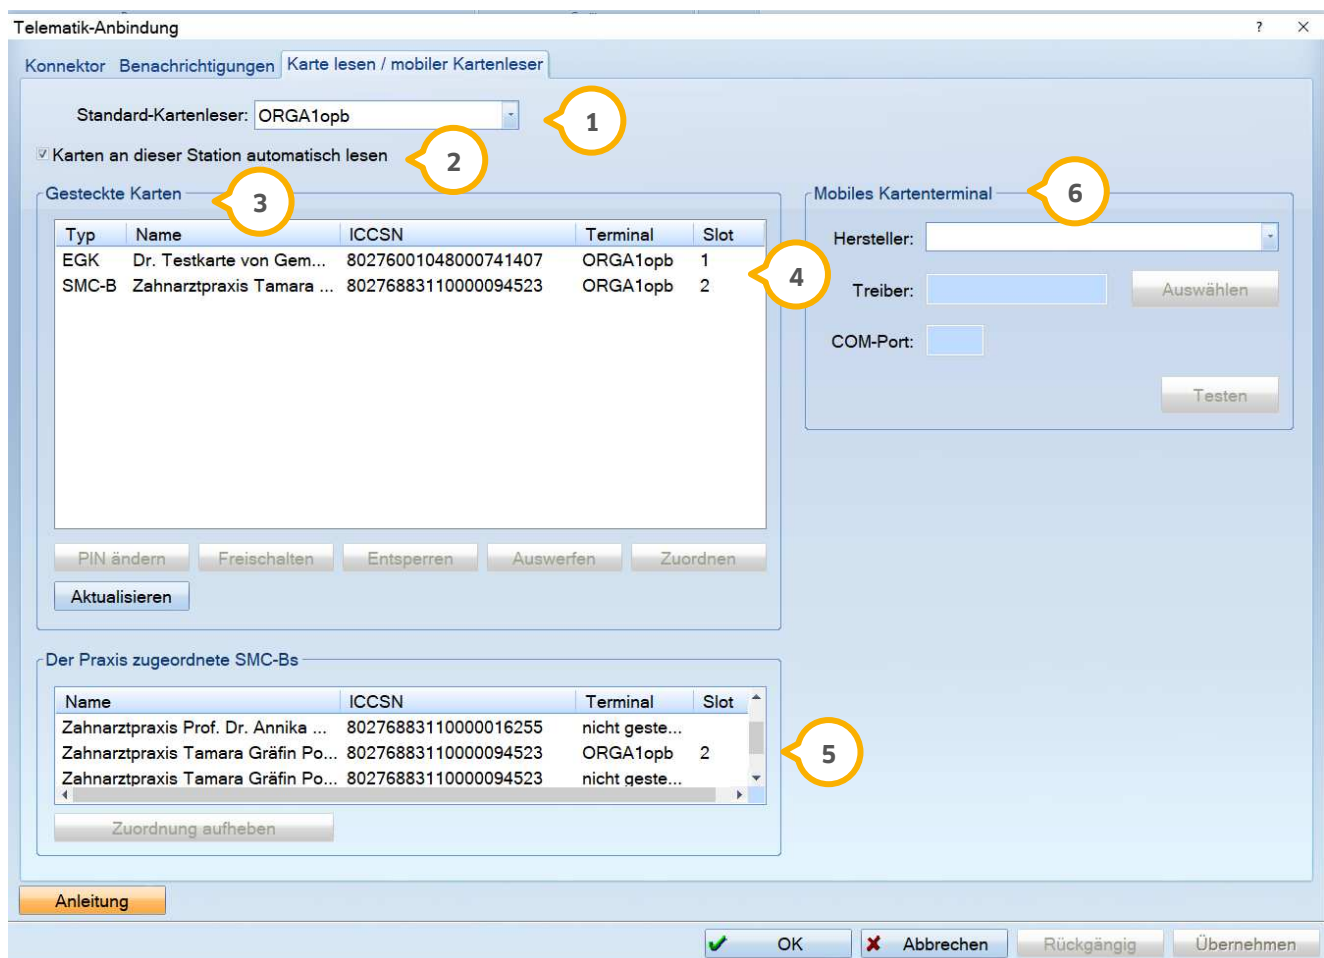 Telematik-Anbindung ? ×
Konnektor Benachrichtigungen Karte lesen / mobiler Kartenleser
Standard-Kartenleser: ORGA1opb 1
Karten an dieser Station automatisch lesen 2
Gesteckte Karten 3
Typ Name ICCSN Terminal Slot
EGK Dr. Testkarte von Gem... 80276001048000741407 ORGA1opb 1
SMC-B Zahnarztpraxis Tamara ... 80276883110000094523 ORGA1opb 2
4
PIN ändern Freischalten Entsperren Auswerfen Zuordnen
Aktualisieren
Mobiles Kartenterminal 6
Hersteller:
Treiber: Auswählen
COM-Port:
Testen
Der Praxis zugeordnete SMC-Bs
Name ICCSN Terminal Slot
Zahnarztpraxis Prof. Dr. Annika ... 80276883110000016255 nicht geste...
Zahnarztpraxis Tamara Gräfin Po... 80276883110000094523 ORGA1opb 2
Zahnarztpraxis Tamara Gräfin Po... 80276883110000094523 nicht geste...
5
Zuordnung aufheben
Anleitung
OK Abbrechen Rückgängig Übernehmen